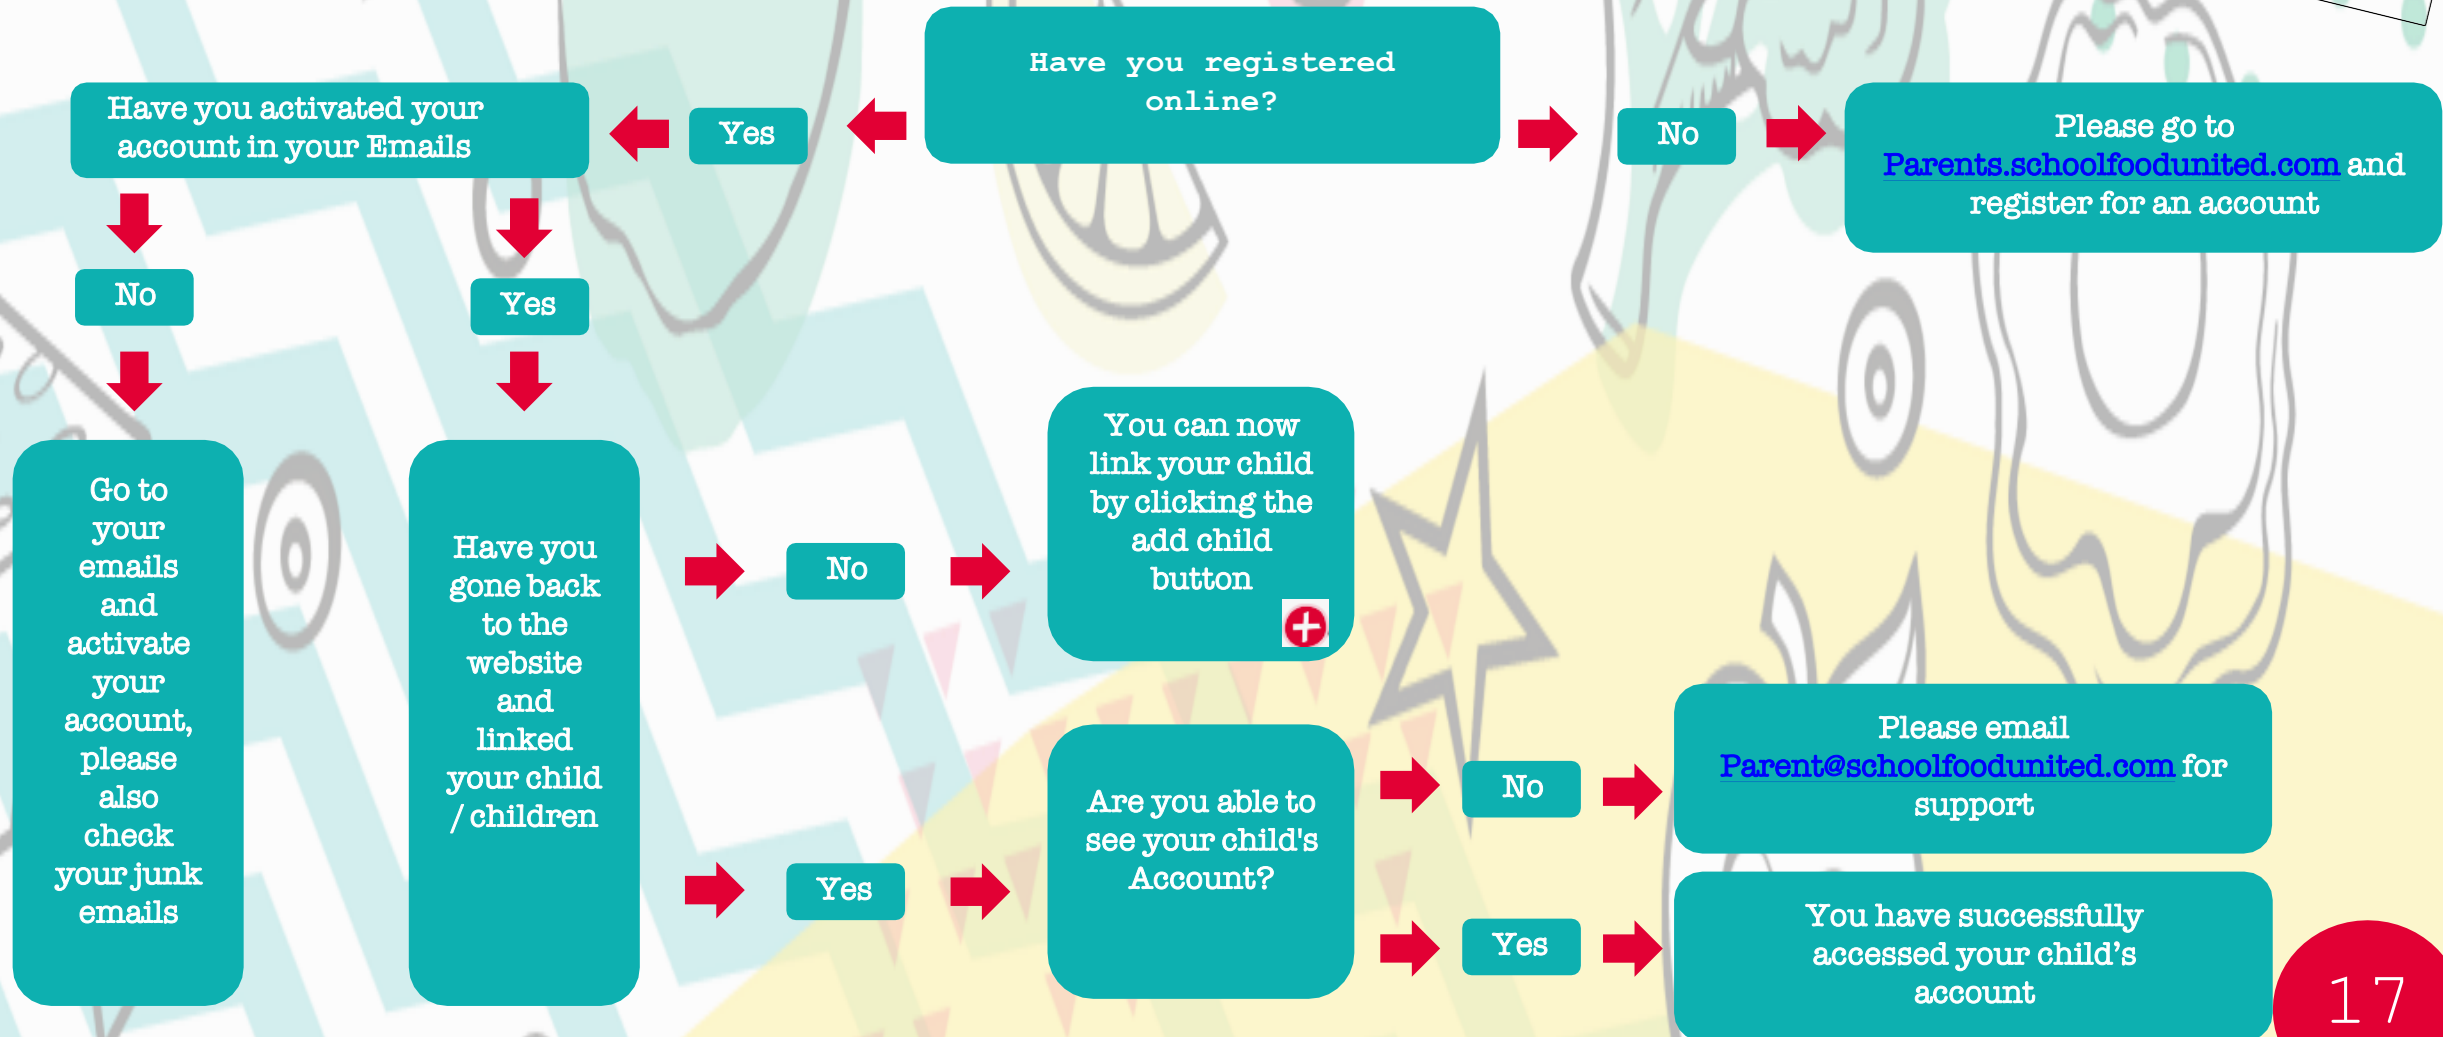 Have you registered
online?
Yes
No
Have you activated your
account in your Emails
Please go to
Parents.schoolfoodunited.com and
register for an account
No
Yes
Go to
your
emails
and
activate
your
account,
please
also
check
your junk
emails
Have you
gone back
to the
website
and
linked
your child
/ children
No
You can now
link your child
by clicking the
add child
button
Yes
Are you able to
see your child's
Account?
No
Please email
Parent@schoolfoodunited.com for
support
Yes
You have successfully
accessed your child’s
account
17